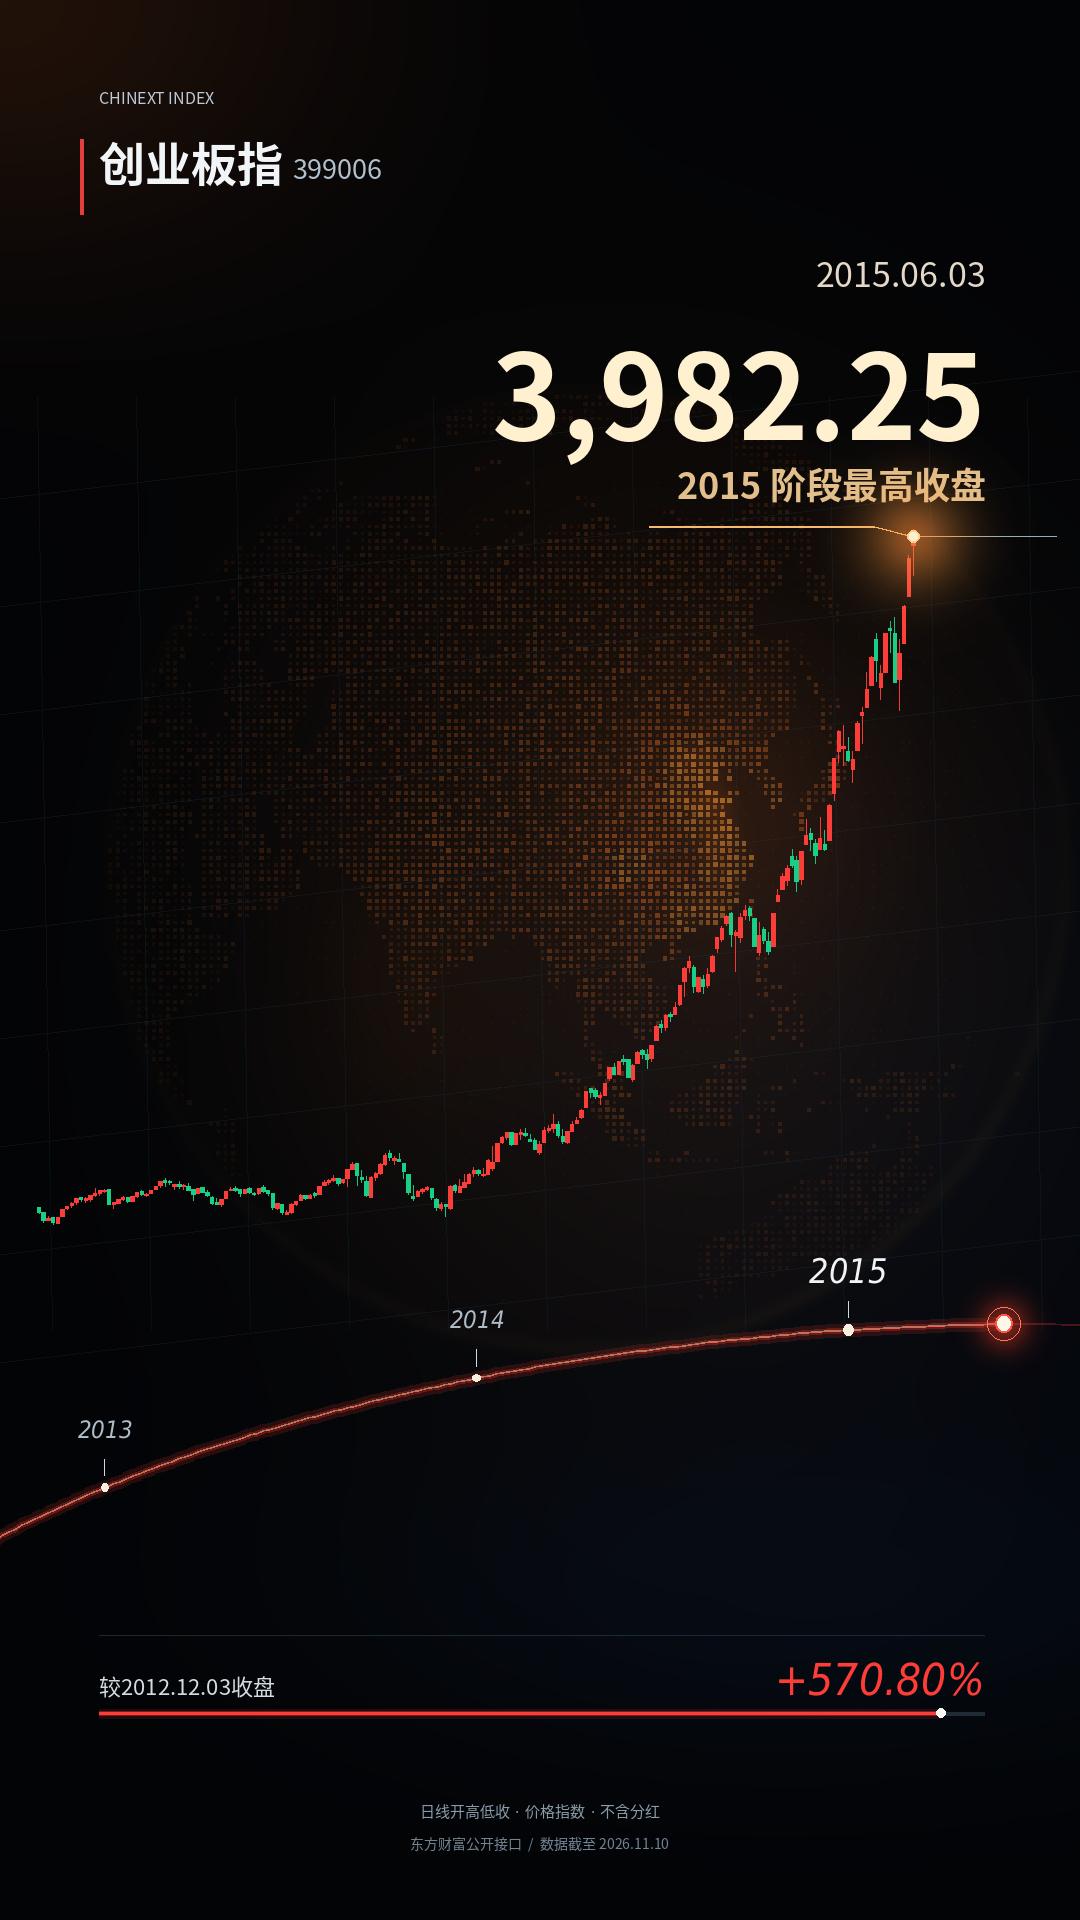 CHINEXT INDEX
创业板指 399006
2015.06.03
3,982.25
2015 阶段最高收盘
2015
2014
2013
较2012.12.03收盘
+570.80%
日线开高低收 · 价格指数 · 不含分红
东方财富公开接口 / 数据截至 2026.11.10